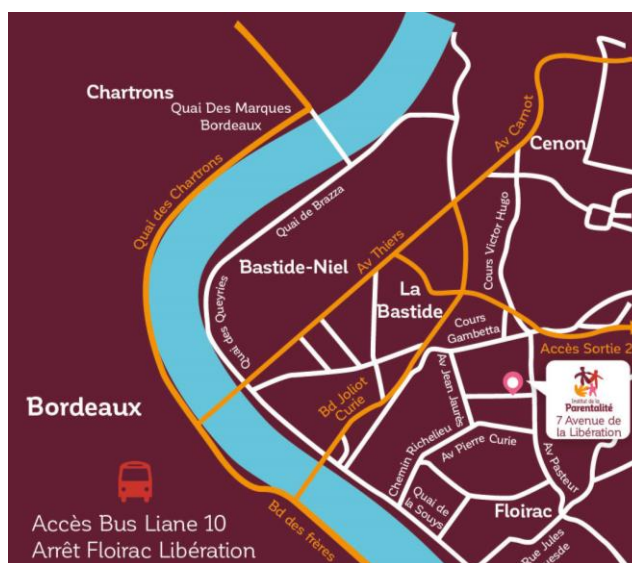 Chartrons
Quai Des Marques
Bordeaux
Quai des Chartrons
Av Carnot
Cenon
Quai de Brazza
Cours Victor Hugo
Av Thiers
Bastide-Niel
La
Bastide
Quai des Queyries
Cours
Gambetta
Accès Sortie 2
Institut de la
Parentalité
7 Avenue de
la Libération
Av Jean Jaurès
Bd Joliot
Curie
Bordeaux
Chemin Richelieu
Av Pierre Curie
Av Pasteur
Quai de
la Souys
Floirac
Bd des frères
Rue Jules
Accès Bus Liane 10
Arrêt Floirac Libération